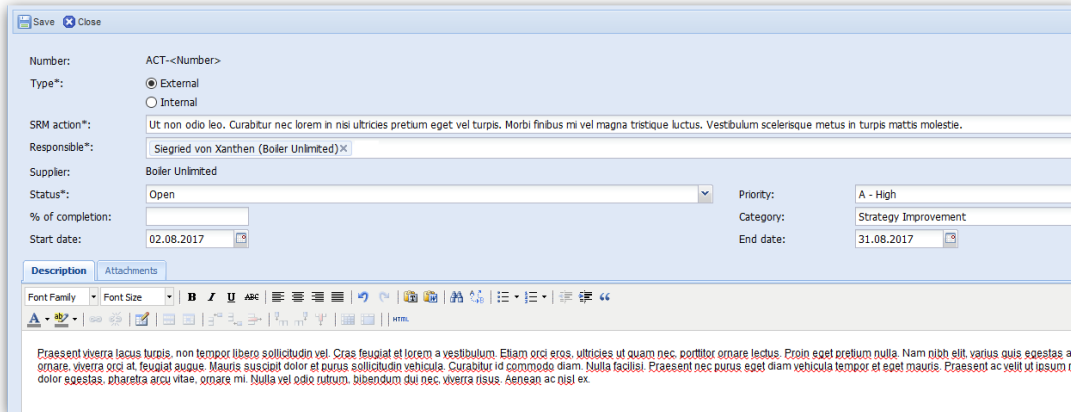 Save Close
Number: ACT-<Number>
Type*: External
Internal
SRM action*: Ut non odio leo. Curabitur nec lorem in nisi ultricies pretium eget vel turpis. Morbi finibus mi vel magna tristique luctus. Vestibulum scelerisque metus in turpis mattis molestie.
Responsible*: Siegried von Xanthen (Boiler Unlimited)×
Supplier: Boiler Unlimited
Status*: Open Priority: A - High
% of completion: Category: Strategy Improvement
Start date: 02.08.2017 End date: 31.08.2017
Description Attachments
Font Family Font Size B I U ABC
A ab HTML
Praesent viverra lacus turpis, non tempor libero sollicitudin vel. Cras feugiat et lorem a vestibulum. Etiam orci eros, ultricies ut quam nec, porttitor ornare lectus. Proin eget pretium nulla. Nam nibh elit, varius quis egestas a
ornare, viverra orci at, feugiat augue. Mauris suscipit dolor et purus sollicitudin vehicula. Curabitur id commodo diam. Nulla facilisi. Praesent nec purus eget diam vehicula tempor et eget mauris. Praesent ac velit ut ipsum
dolor egestas, pharetra arcu vitae, ornare mi. Nulla vel odio rutrum, bibendum dui nec, viverra risus. Aenean ac nisl ex.